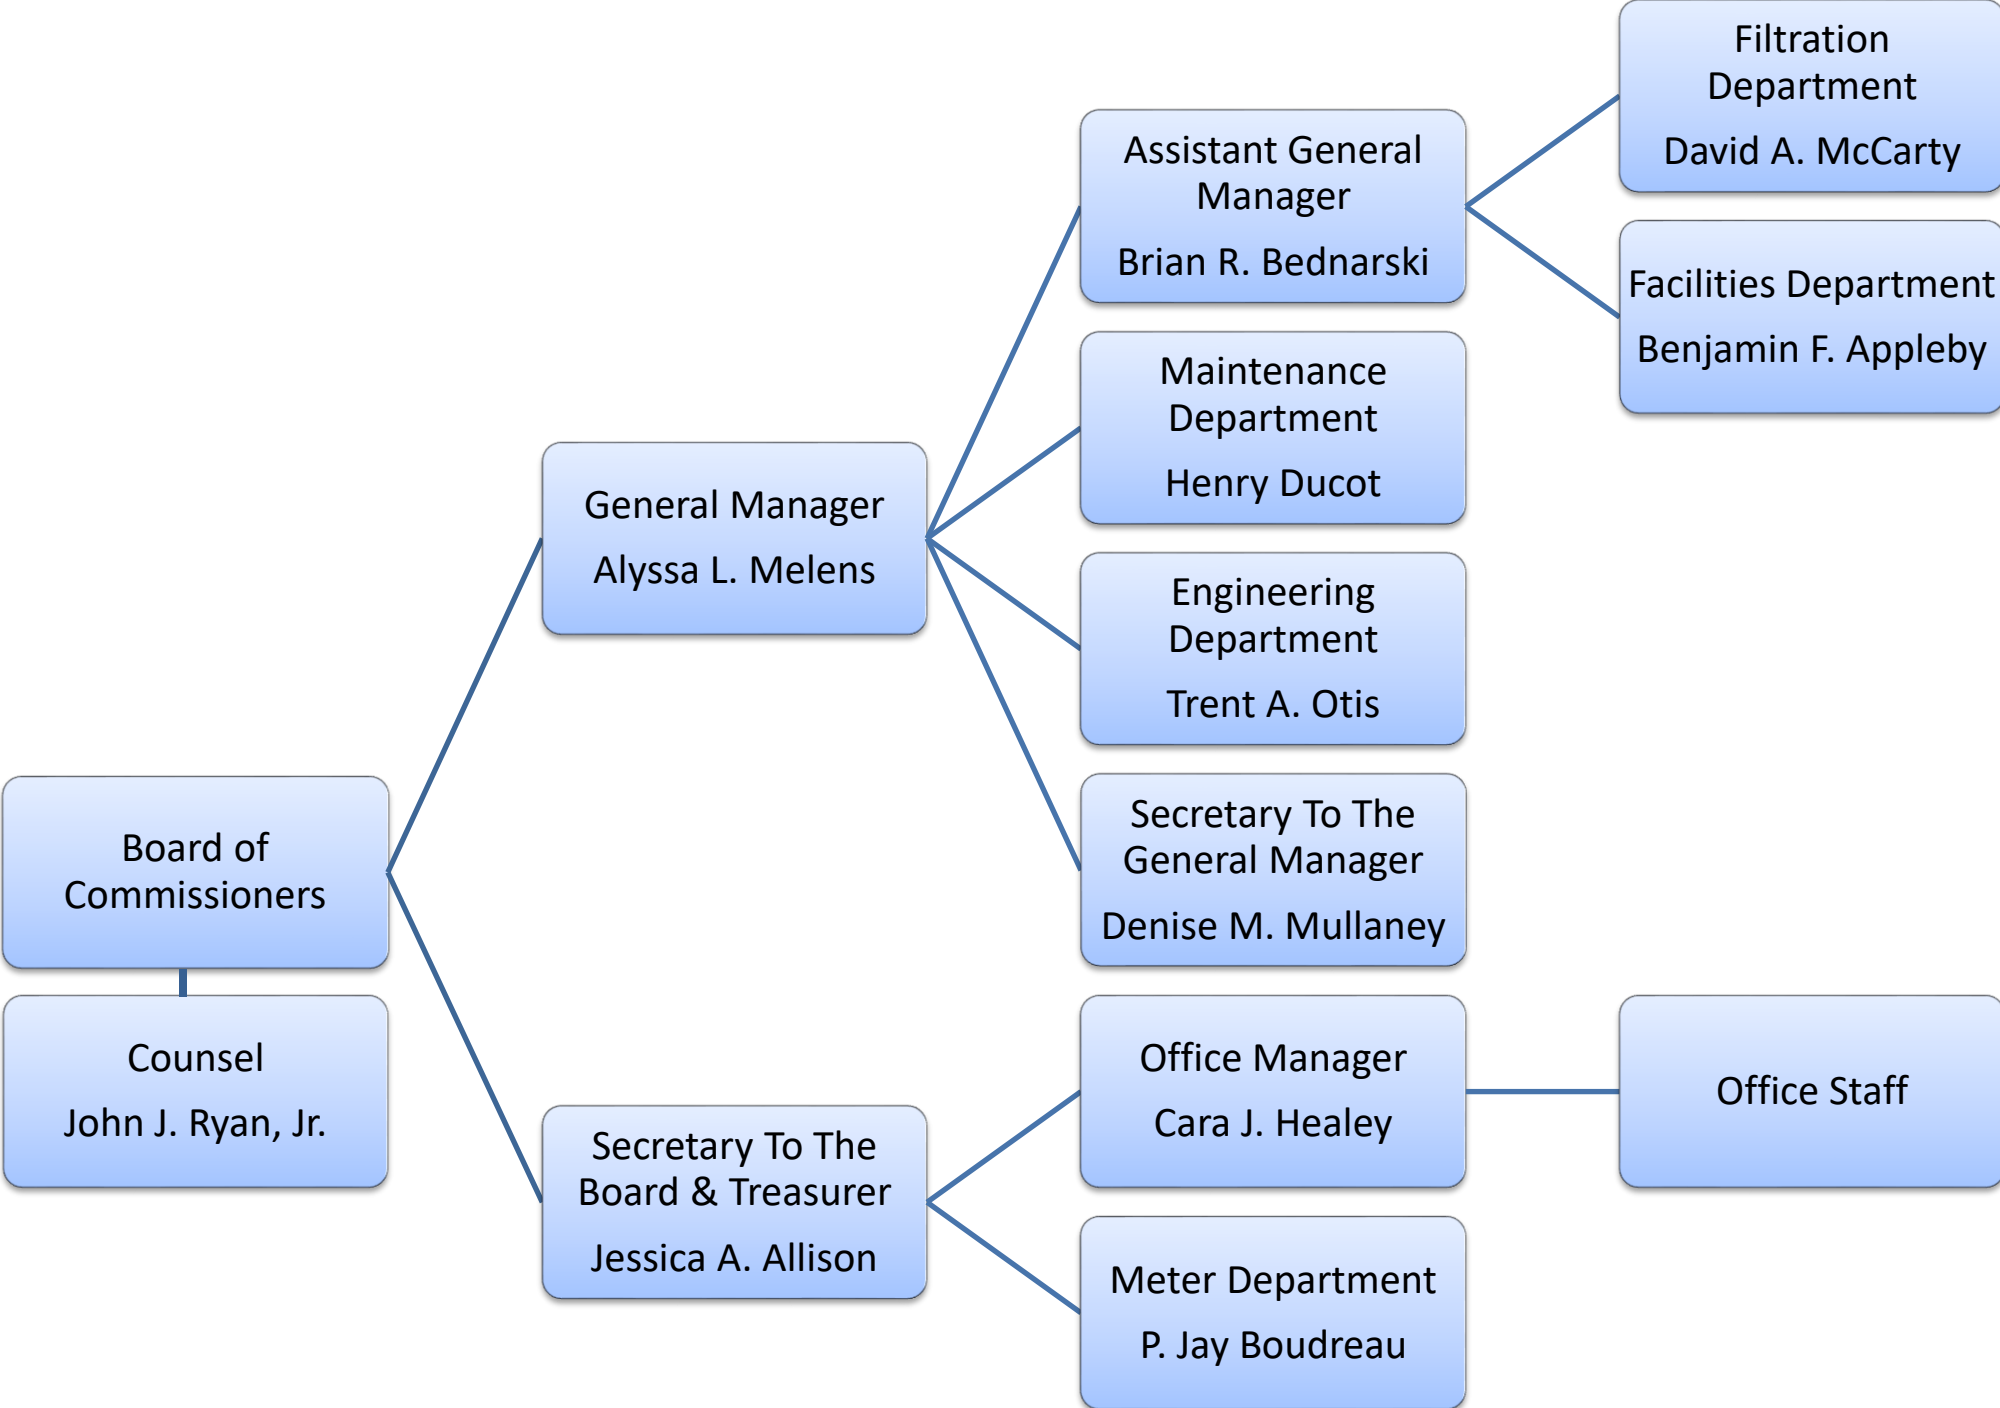 Filtration
Department
David A. McCarty
Assistant General
Manager
Brian R. Bednarski
Facilities Department
Benjamin F. Appleby
Maintenance
Department
Henry Ducot
General Manager
Alyssa L. Melens
Engineering
Department
Trent A. Otis
Secretary To The
General Manager
Denise M. Mullaney
Board of
Commissioners
Counsel
John J. Ryan, Jr.
Office Manager
Cara J. Healey
Office Staff
Secretary To The
Board & Treasurer
Jessica A. Allison
Meter Department
P. Jay Boudreau